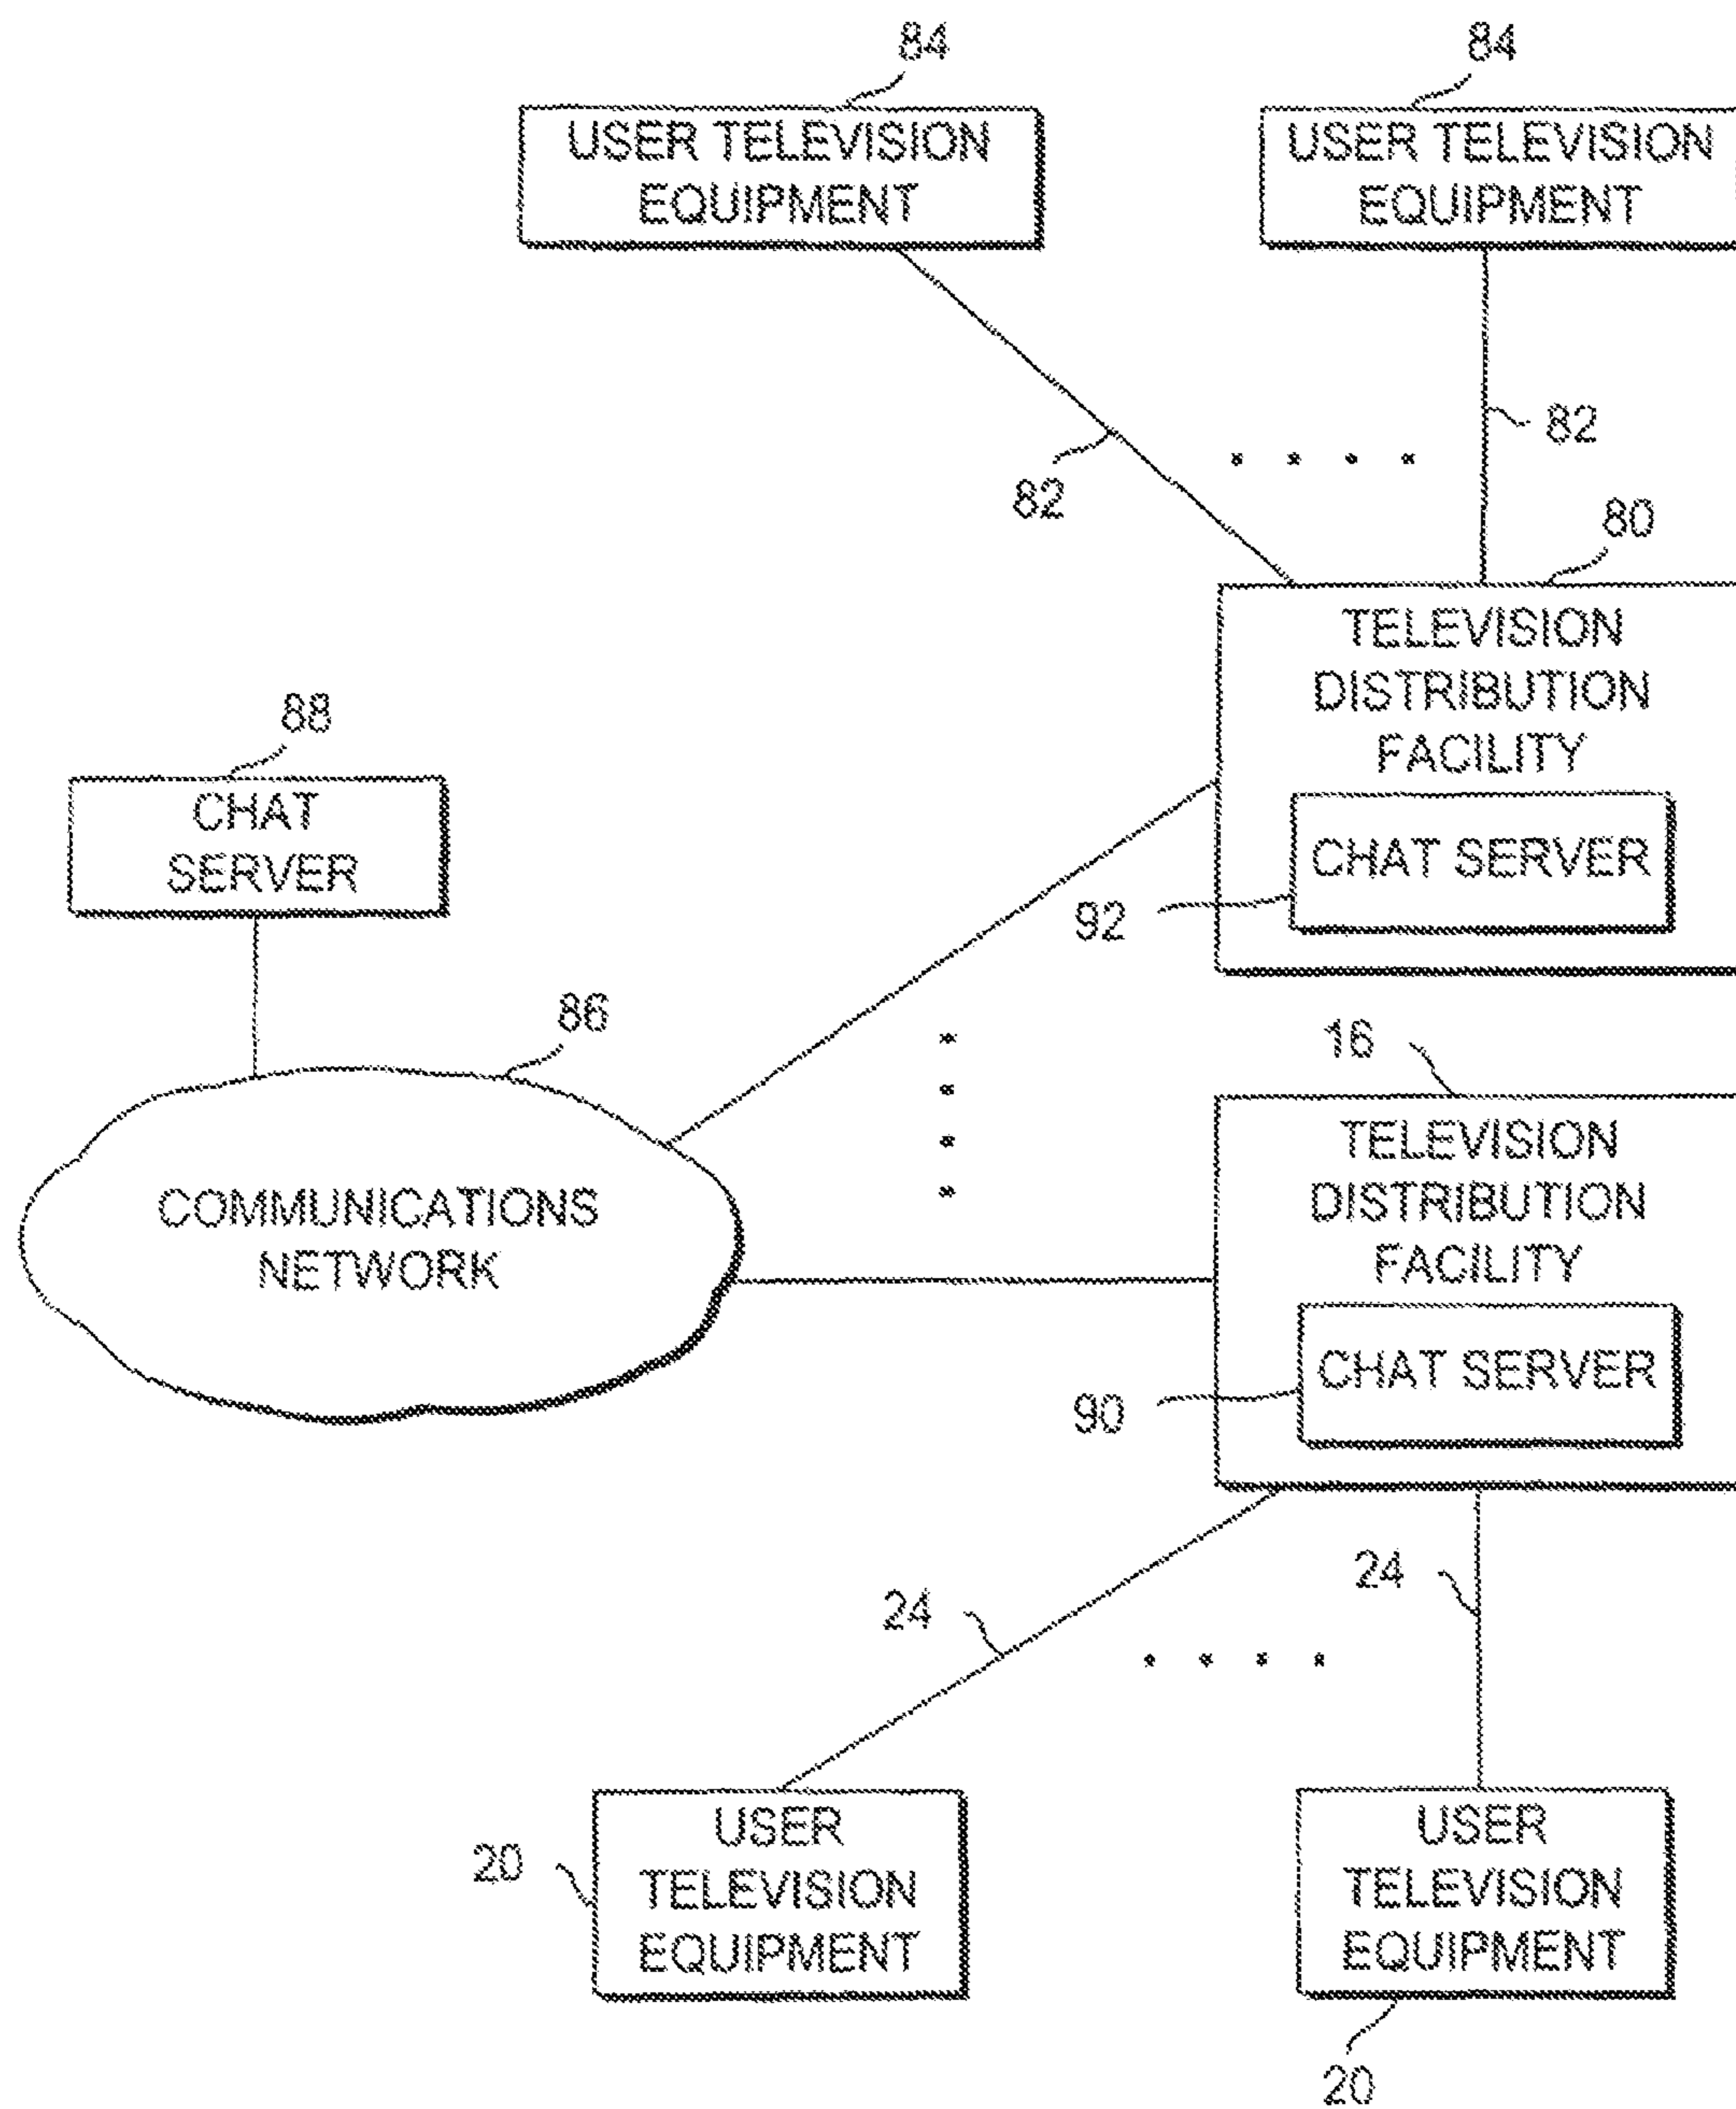 84
84
USER TELEVISION
EQUIPMENT
USER TELEVISION
EQUIPMENT
82
82
80
TELEVISION
DISTRIBUTION
FACILITY
CHAT SERVER
92
88
CHAT
SERVER
86
COMMUNICATIONS
NETWORK
16
TELEVISION
DISTRIBUTION
FACILITY
CHAT SERVER
90
24
24
20
USER
TELEVISION
EQUIPMENT
USER
TELEVISION
EQUIPMENT
20